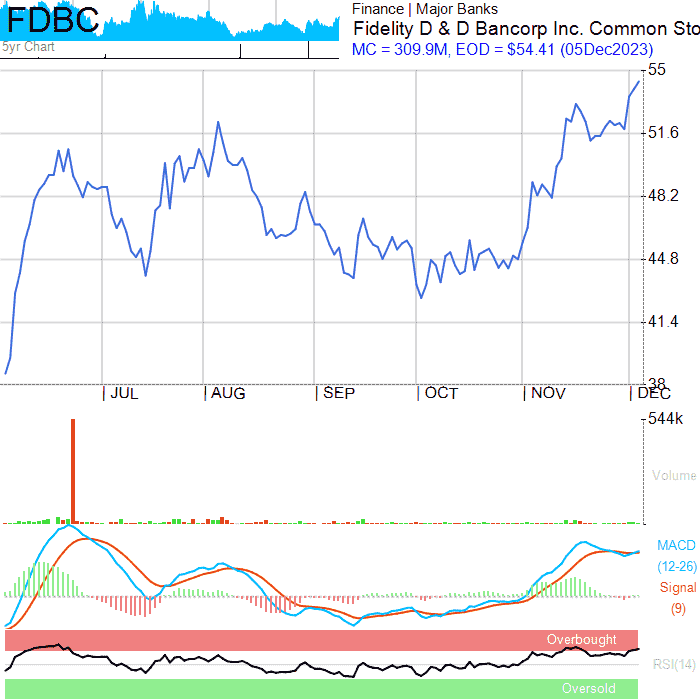 FDBC
5yr Chart
Finance | Major Banks
Fidelity D & D Bancorp Inc. Common Sto
MC = 309.9M, EOD = $54.41 (05Dec2023)
55
51.6
48.2
44.8
41.4
38
| JUL | AUG | SEP | OCT | NOV | DEC
544k
Volume
MACD
(12-26)
Signal
(9)
Overbought
RSI(14)
Oversold